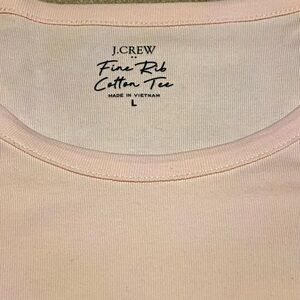 J.CREW
Fine Rib
Cotton Tee
MADE IN VIETNAM
L